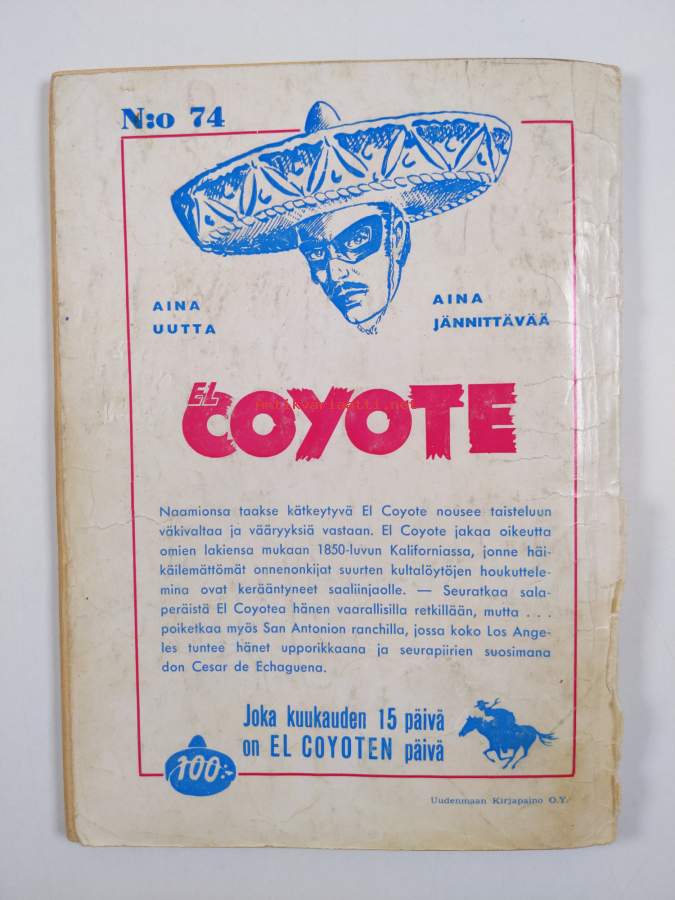 N:o 74
AINA
UUTTA
AINA
JÄNNITTÄVÄÄ
EL
COYOTE
antikvariaatti.net
Naamionsa taakse kätkeytyvä El Coyote nousee taisteluun
väkivaltaa ja vääryyksiä vastaan. El Coyote jakaa oikeutta
omien lakiensa mukaan 1850-luvun Kaliforniassa, jonne häi-
käilemättömät onnenonkijat suurten kultalöytöjen houkuttele-
mina ovat kerääntyneet saaliinjaolle. — Seuratkaa sala-
peräistä El Coyotea hänen vaarallisilla retkillään, mutta . . .
poiketkaa myös San Antonion ranchilla, jossa koko Los Ange-
les tuntee hänet upporikkaana ja seurapiirien suosimana
don Cesar de Echaguena.
Joka kuukauden 15 päivä
on EL COYOTEN päivä
100:-
Uudenmaan Kirjapaino O.Y.